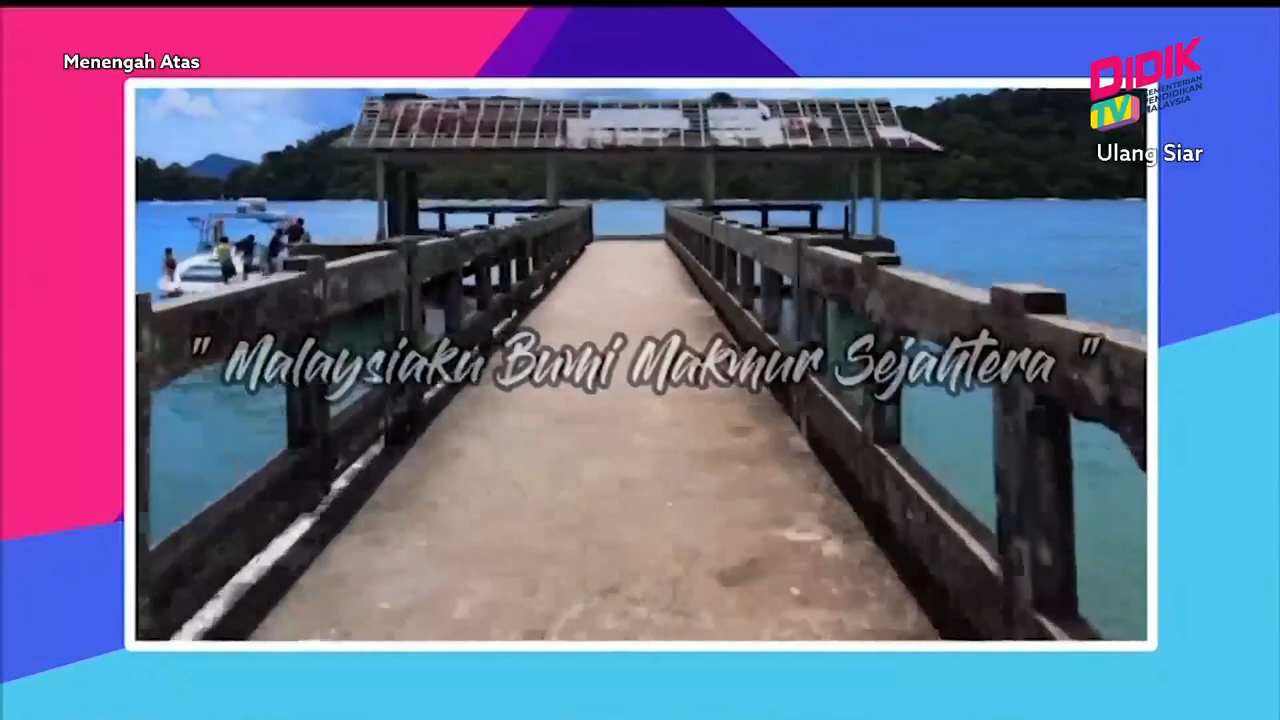 Menengah Atas
DIDIK
TV
KEMENTERIAN
PENDIDIKAN
MALAYSIA
Ulang Siar
" Malaysiaku Bumi Makmur Sejahtera "